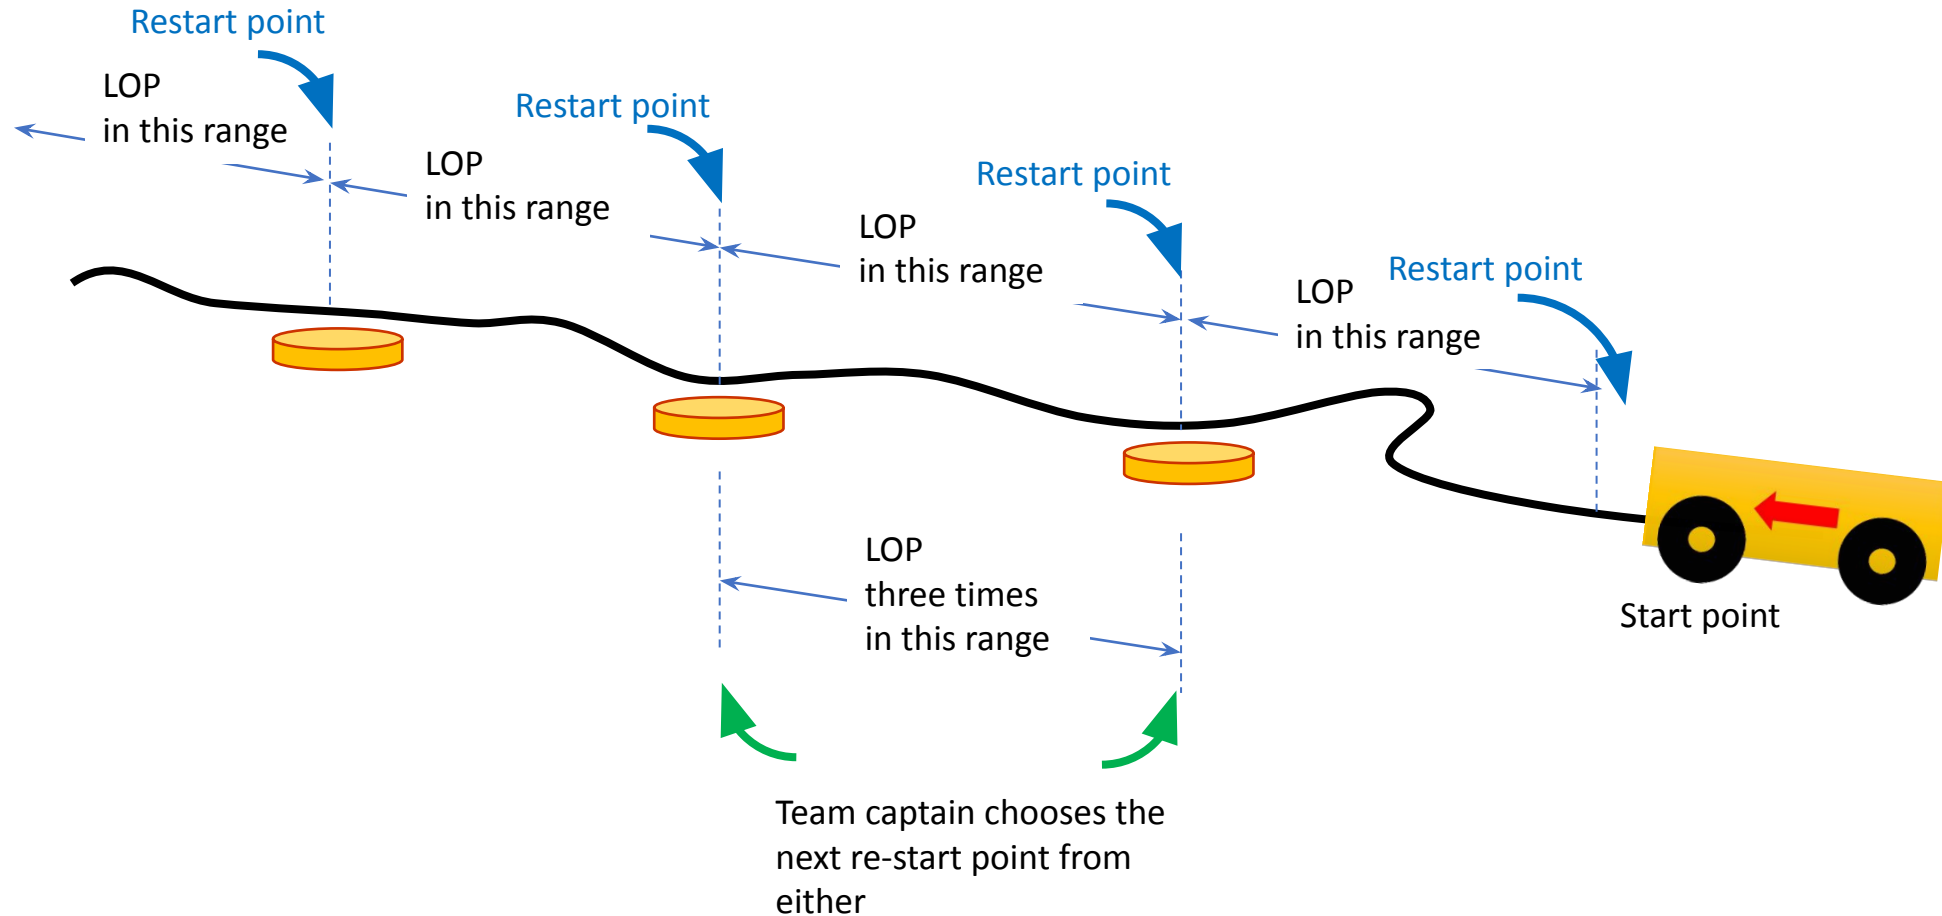 Restart point
LOP
in this range
Restart point
LOP
in this range
Restart point
LOP
in this range
Restart point
LOP
in this range
LOP
three times
in this range
Start point
Team captain chooses the
next re-start point from
either